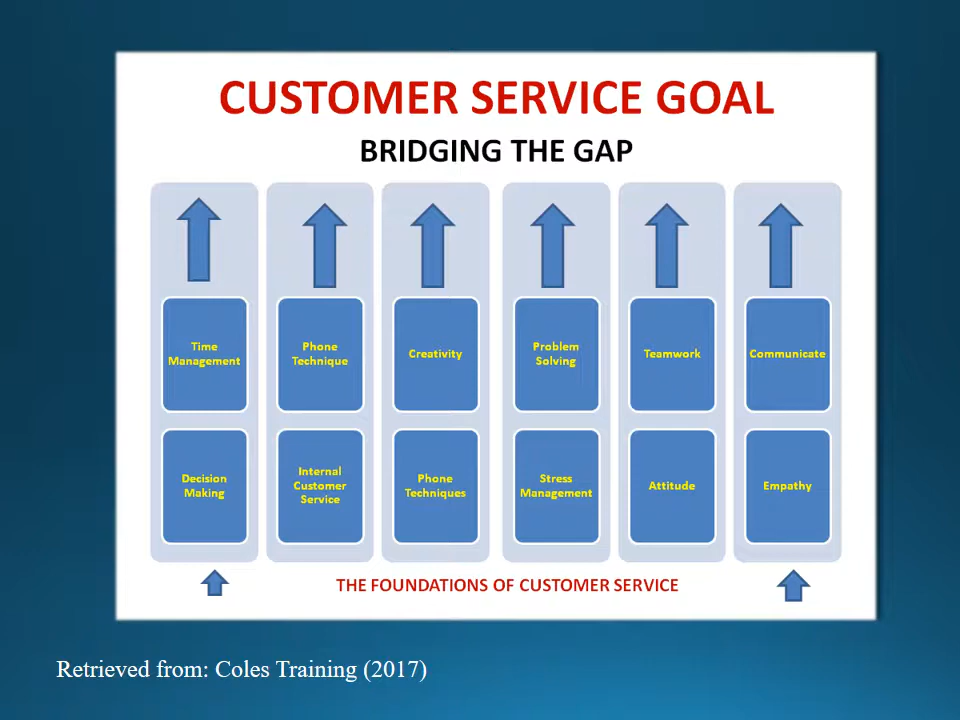 CUSTOMER SERVICE GOAL
BRIDGING THE GAP
Time
Management
Phone
Technique
Creativity
Problem
Solving
Teamwork
Communicate
Decision
Making
Internal
Customer
Service
Phone
Techniques
Stress
Management
Attitude
Empathy
THE FOUNDATIONS OF CUSTOMER SERVICE
Retrieved from: Coles Training (2017)